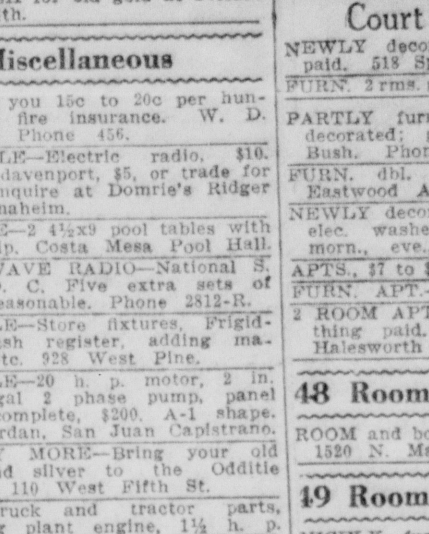 th.
Miscellaneous
you 15c to 20c per hun-
fire insurance. W. D.
Phone 456.
LE—Electric radio, $10.
davenport, $5, or trade for
nquire at Domrie's Ridger
naheim.
E—2 4½x9 pool tables with
ip. Costa Mesa Pool Hall.
WAVE RADIO—National S.
. C. Five extra sets of
easonable. Phone 2812-R.
LE—Store fixtures, Frigid-
sh register, adding ma-
tc. 928 West Pine.
LE—20 h. p. motor, 2 in.
gal 2 phase pump, panel
complete, $200. A-1 shape.
rdan, San Juan Capistrano.
Y MORE—Bring your old
d silver to the Odditie
110 West Fifth St.
ruck and tractor parts,
g plant engine, 1½ h. p.
Court
NEWLY deco
paid. 518 Sp
FURN. 2 rms.
PARTLY furn
decorated;
Bush. Phon
FURN. dbl.
Eastwood A
NEWLY deco
elec. washe
morn., eve.
APTS., $7 to $
FURN. APT.-
2 ROOM APT
thing paid.
Halesworth
48 Room
ROOM and bo
1520 N. Ma
49 Room